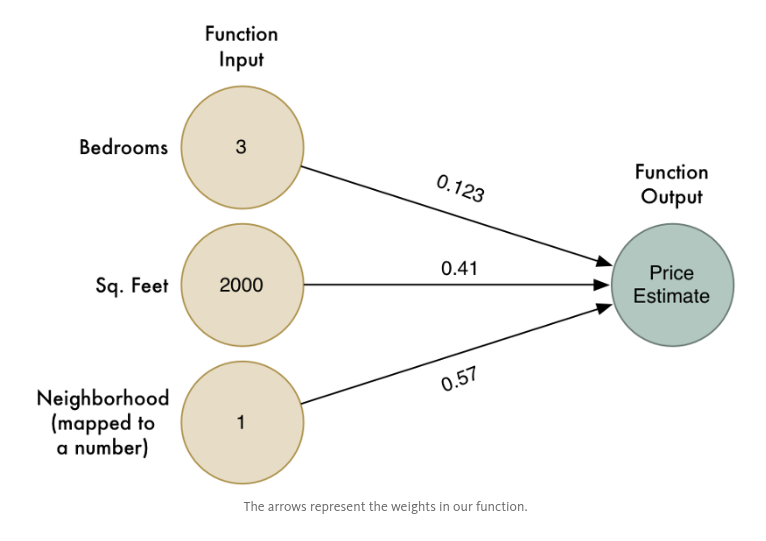 Function
Input
Bedrooms
3
0.123
Function
Output
Sq. Feet
2000
0.41
Price
Estimate
Neighborhood
(mapped to
a number)
1
0.57
The arrows represent the weights in our function.